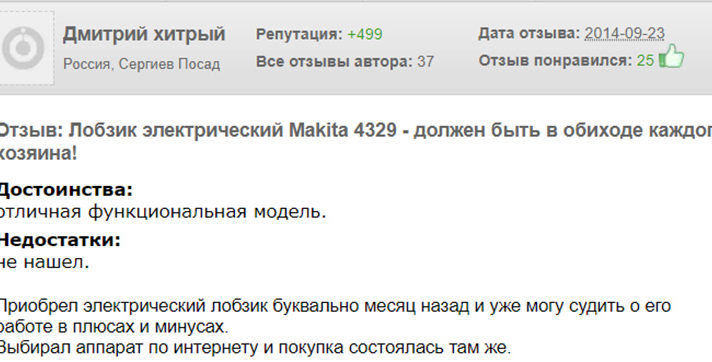 Дмитрий хитрый
Репутация: +499
Дата отзыва: 2014-09-23
Россия, Сергиев Посад
Все отзывы автора: 37
Отзыв понравился: 25
Отзыв: Лобзик электрический Makita 4329 - должен быть в обиходе
хозяина!
Достоинства:
отличная функциональная модель.
Недостатки:
не нашел.
Приобрел электрический лобзик буквально месяц назад и уже могу судить о его
работе в плюсах и минусах.
Выбирал аппарат по интернету и покупка состоялась там же.